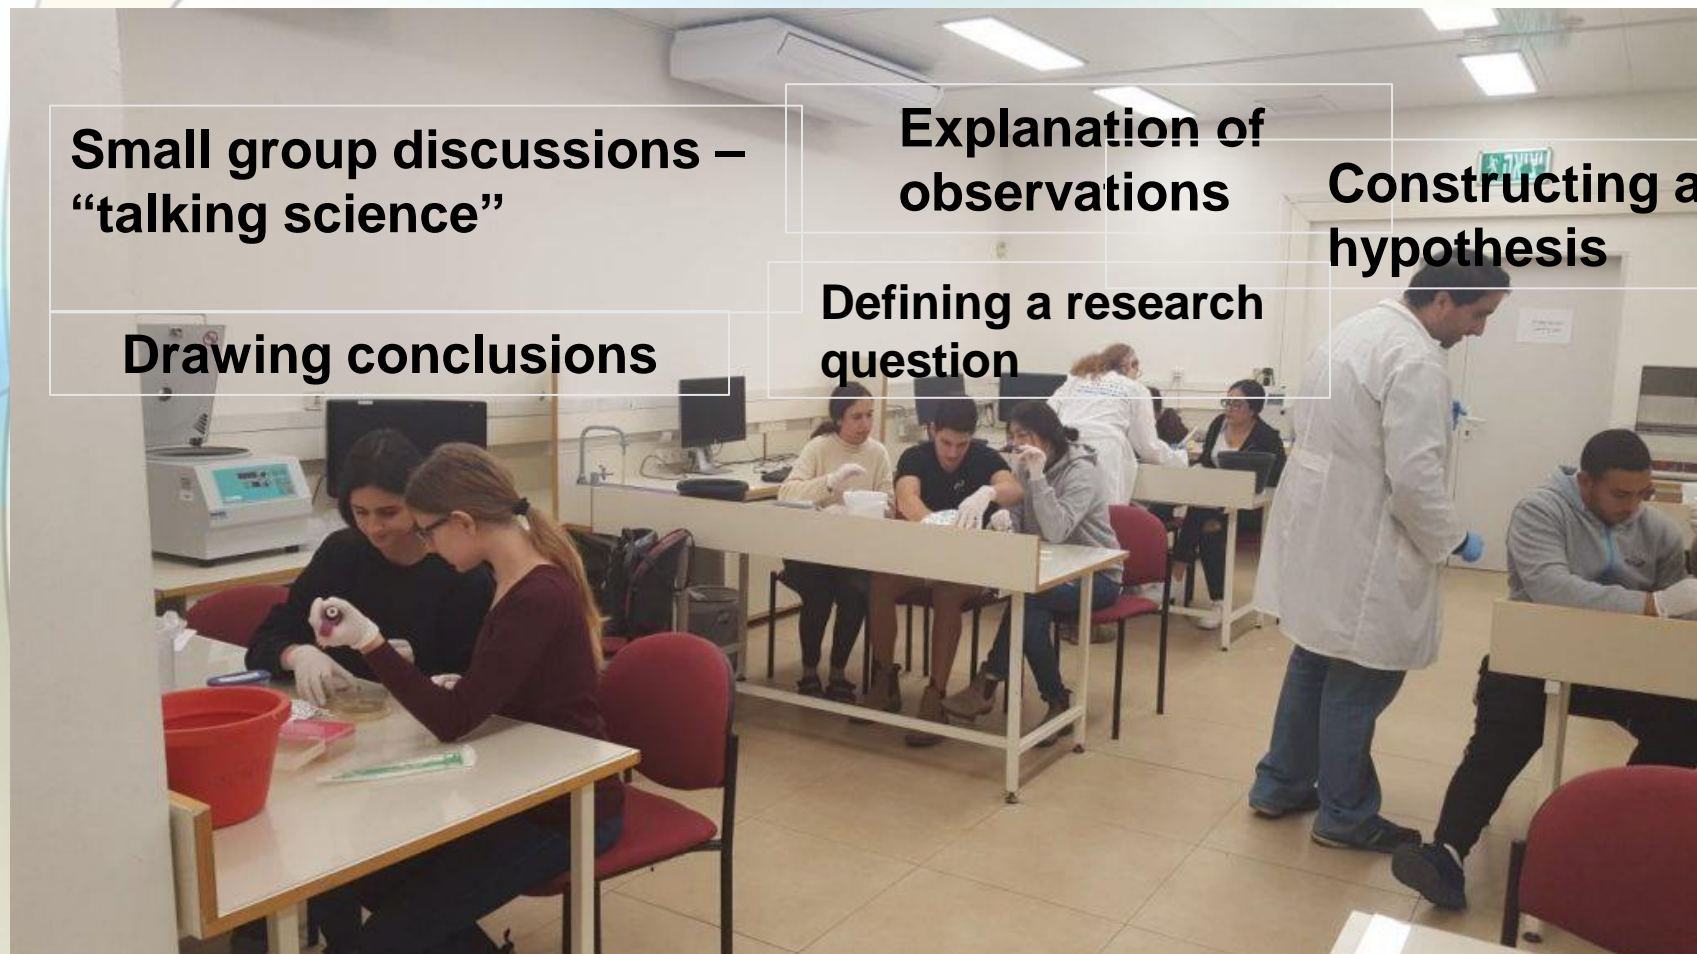 Small group discussions –
“talking science”
Explanation of
observations
Constructing a
hypothesis
Defining a research
question
Drawing conclusions